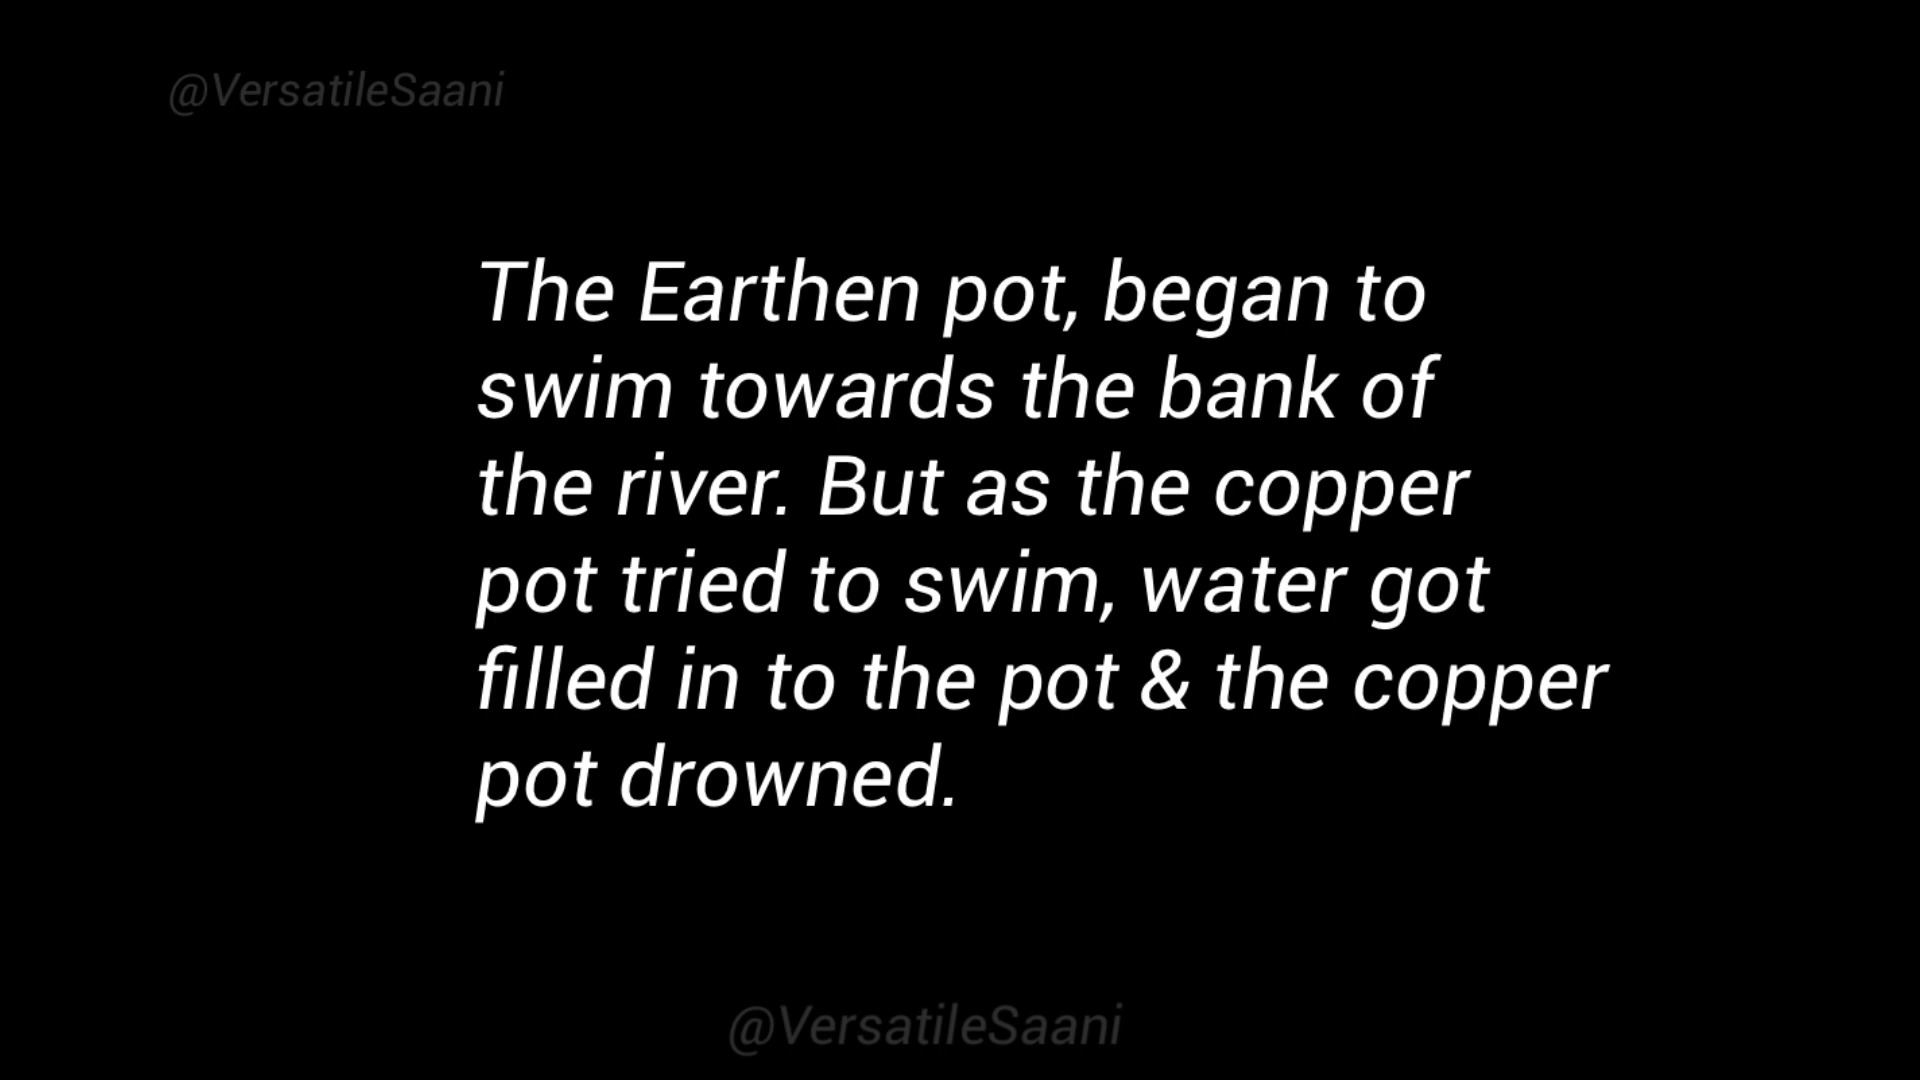 @VersatileSaani
The Earthen pot, began to
swim towards the bank of
the river. But as the copper
pot tried to swim, water got
filled in to the pot & the copper
pot drowned.
@VersatileSaani